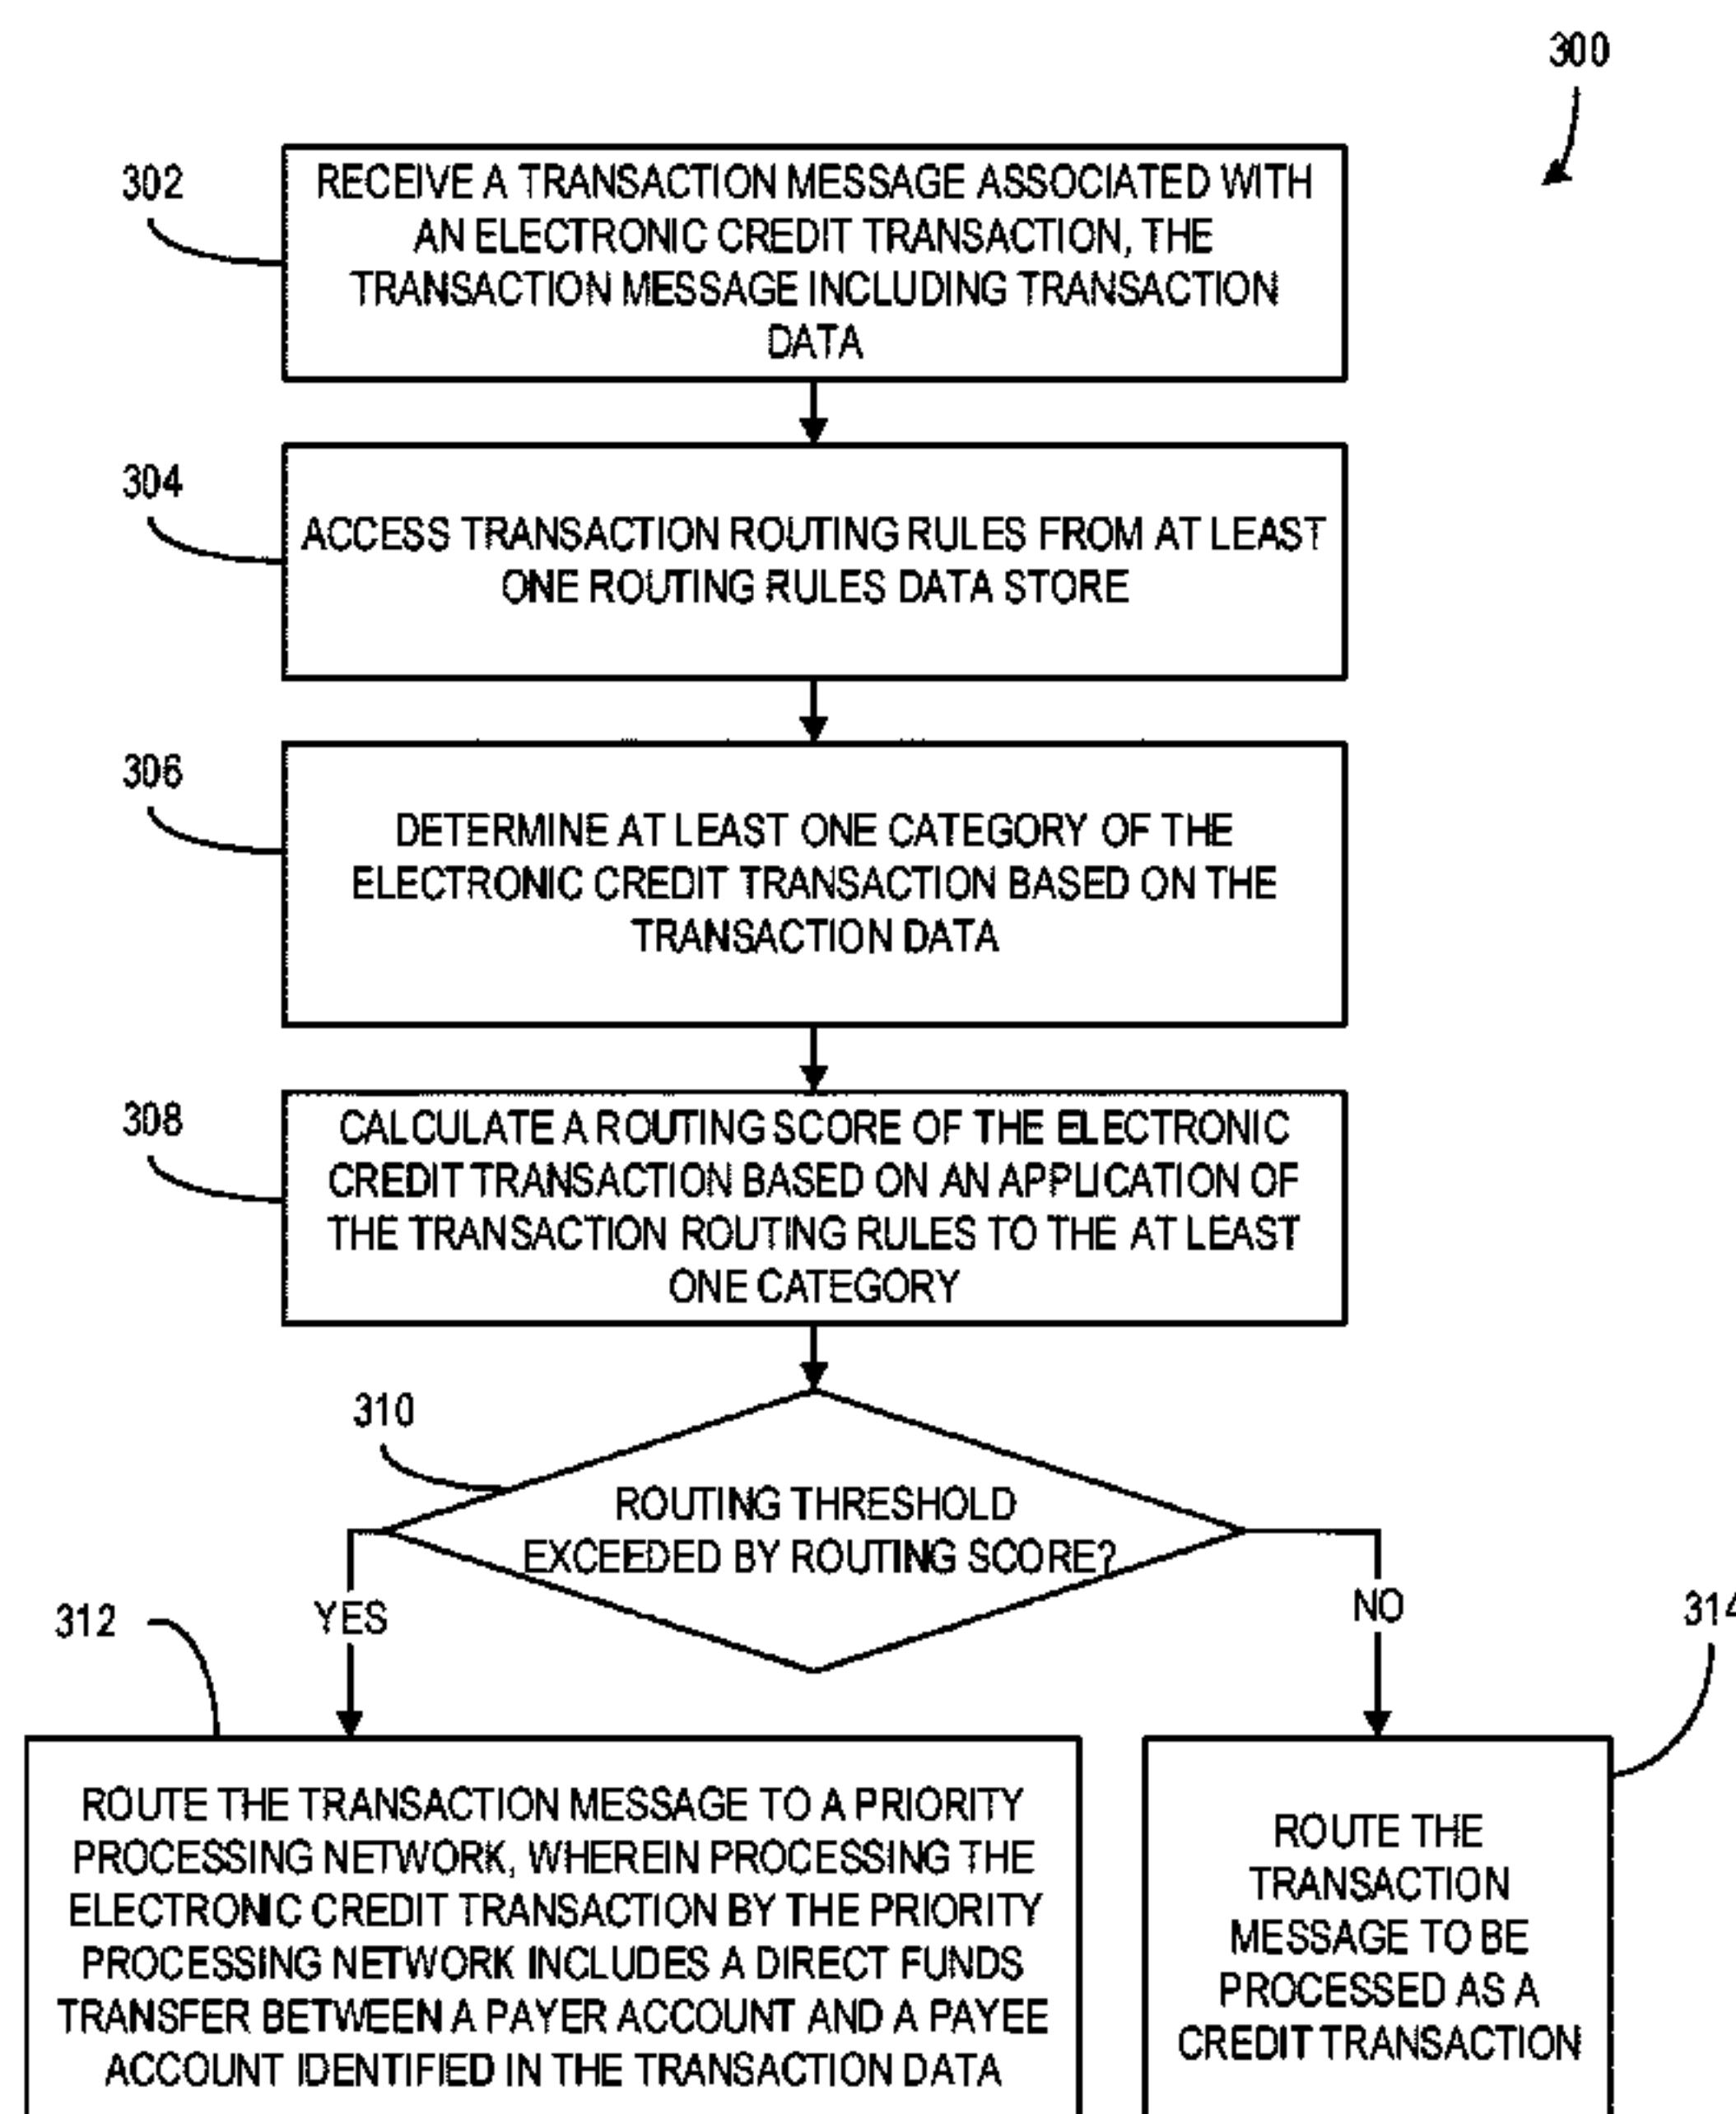 300
302
RECEIVE A TRANSACTION MESSAGE ASSOCIATED WITH
AN ELECTRONIC CREDIT TRANSACTION, THE
TRANSACTION MESSAGE INCLUDING TRANSACTION
DATA
304
ACCESS TRANSACTION ROUTING RULES FROM AT LEAST
ONE ROUTING RULES DATA STORE
306
DETERMINE AT LEAST ONE CATEGORY OF THE
ELECTRONIC CREDIT TRANSACTION BASED ON THE
TRANSACTION DATA
308
CALCULATE A ROUTING SCORE OF THE ELECTRONIC
CREDIT TRANSACTION BASED ON AN APPLICATION OF
THE TRANSACTION ROUTING RULES TO THE AT LEAST
ONE CATEGORY
310
ROUTING THRESHOLD
EXCEEDED BY ROUTING SCORE?
YES
NO
312
ROUTE THE TRANSACTION MESSAGE TO A PRIORITY
PROCESSING NETWORK, WHEREIN PROCESSING THE
ELECTRONIC CREDIT TRANSACTION BY THE PRIORITY
PROCESSING NETWORK INCLUDES A DIRECT FUNDS
TRANSFER BETWEEN A PAYER ACCOUNT AND A PAYEE
ACCOUNT IDENTIFIED IN THE TRANSACTION DATA
314
ROUTE THE
TRANSACTION
MESSAGE TO BE
PROCESSED AS A
CREDIT TRANSACTION